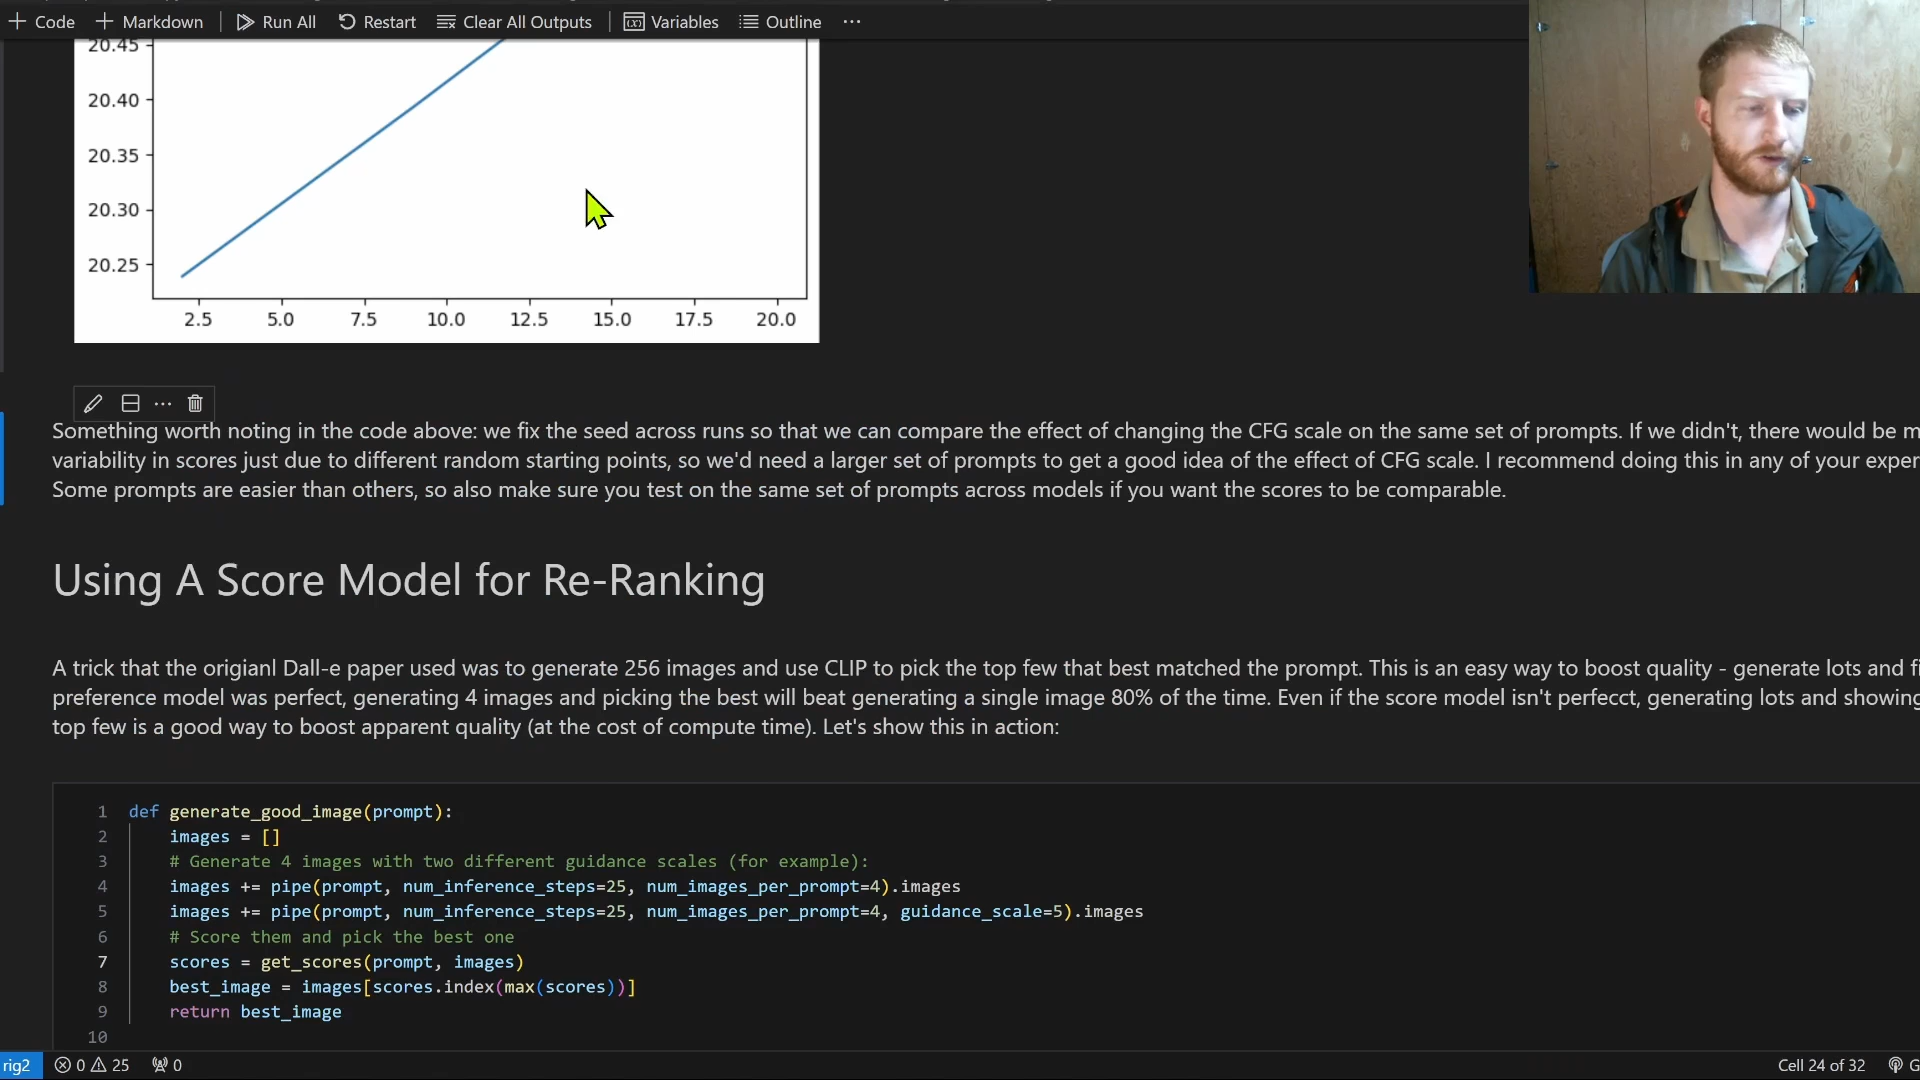 Code Markdown Run All Restart Clear All Outputs Variables Outline ...
20.45
20.40
20.35
20.30
20.25
2.5 5.0 7.5 10.0 12.5 15.0 17.5 20.0
Something worth noting in the code above: we fix the seed across runs so that we can compare the effect of changing the CFG scale on the same set of prompts. If we didn't, there would be m
variability in scores just due to different random starting points, so we'd need a larger set of prompts to get a good idea of the effect of CFG scale. I recommend doing this in any of your exper
Some prompts are easier than others, so also make sure you test on the same set of prompts across models if you want the scores to be comparable.
Using A Score Model for Re-Ranking
A trick that the origianl Dall-e paper used was to generate 256 images and use CLIP to pick the top few that best matched the prompt. This is an easy way to boost quality - generate lots and fi
preference model was perfect, generating 4 images and picking the best will beat generating a single image 80% of the time. Even if the score model isn't perfecct, generating lots and showing
top few is a good way to boost apparent quality (at the cost of compute time). Let's show this in action:
1 def generate_good_image(prompt):
2 images = []
3 # Generate 4 images with two different guidance scales (for example):
4 images += pipe(prompt, num_inference_steps=25, num_images_per_prompt=4).images
5 images += pipe(prompt, num_inference_steps=25, num_images_per_prompt=4, guidance_scale=5).images
6 # Score them and pick the best one
7 scores = get_scores(prompt, images)
8 best_image = images[scores.index(max(scores))]
9 return best_image
10
rig2 0 25 0 Cell 24 of 32 G